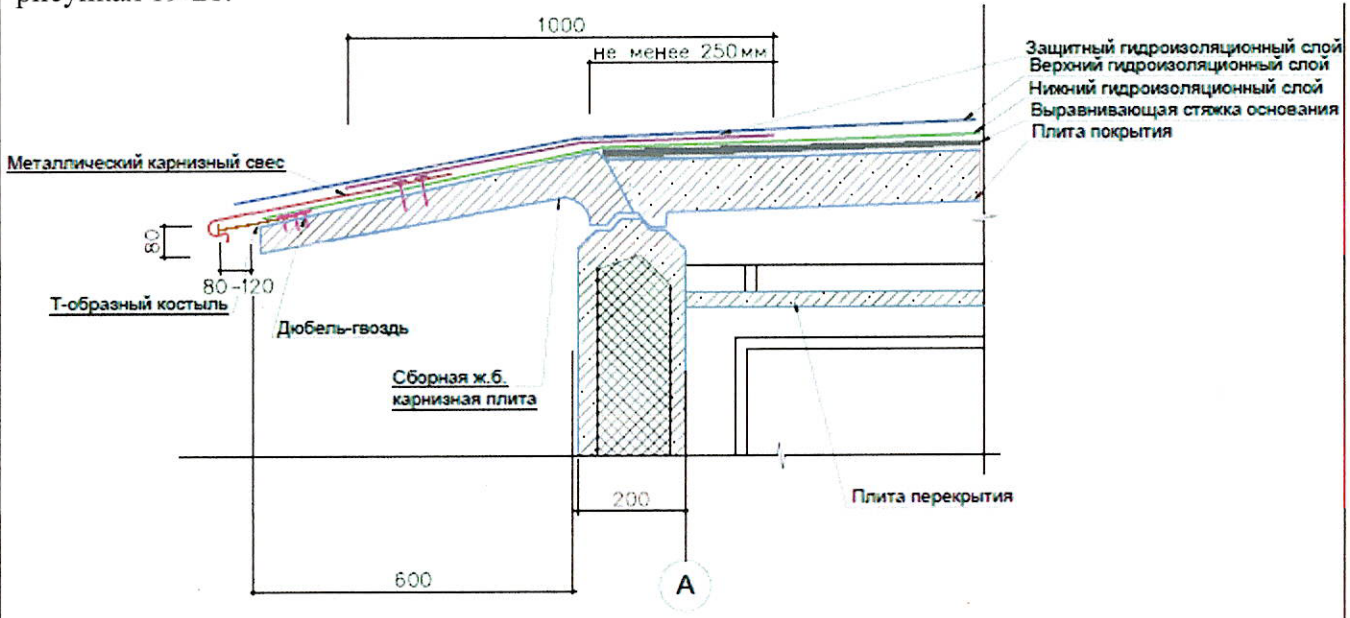 1000
не менее 250мм
Защитный гидроизоляционный слой
Верхний гидроизоляционный слой
Нижний гидроизоляционный слой
Выравнивающая стяжка основания
Плита покрытия
Металлический карнизный свес
80
80-120
Т-образный костыль
Дюбель-гвоздь
Сборная ж.б.
карнизная плита
Плита перекрытия
200
600
А